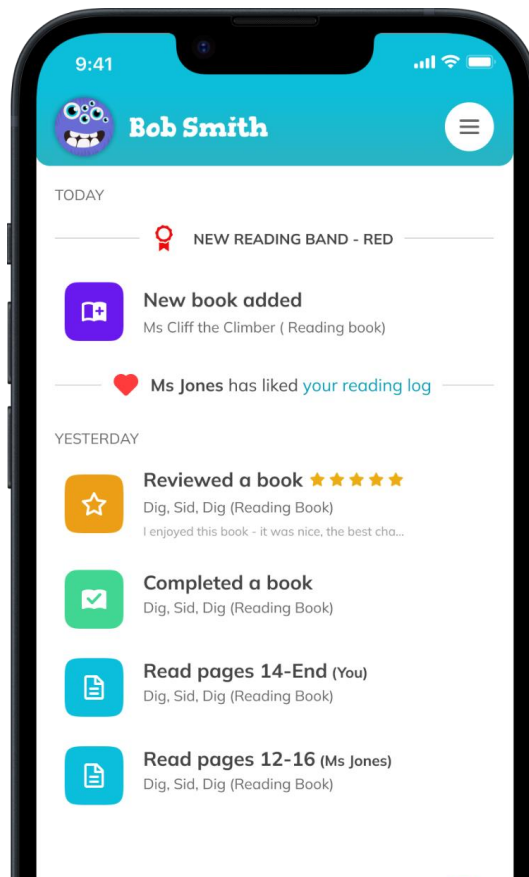 9:41
Bob Smith
TODAY
NEW READING BAND - RED
New book added
Ms Cliff the Climber ( Reading book)
Ms Jones has liked your reading log
YESTERDAY
Reviewed a book
Dig, Sid, Dig (Reading Book)
I enjoyed this book - it was nice, the best cha...
Completed a book
Dig, Sid, Dig (Reading Book)
Read pages 14-End (You)
Dig, Sid, Dig (Reading Book)
Read pages 12-16 (Ms Jones)
Dig, Sid, Dig (Reading Book)